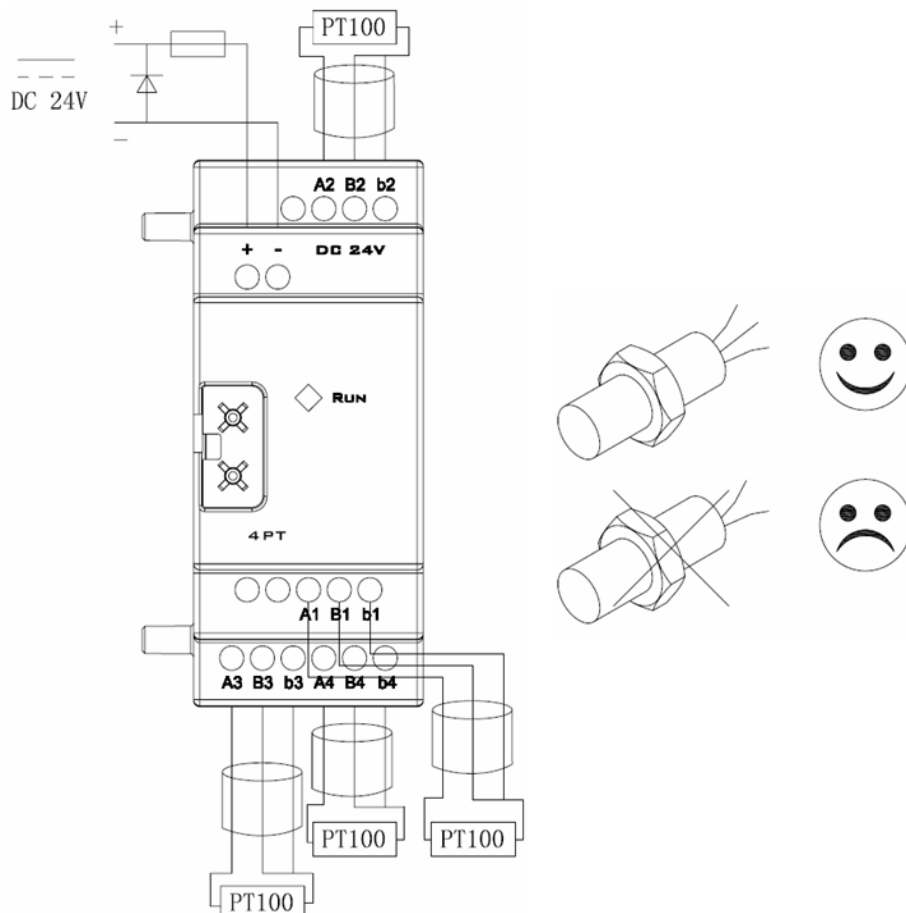 PT100
+
DC 24V
-
A2 B2 b2
+ - DC 24V
RUN
4PT
A1 B1 b1
A3 B3 b3 A4 B4 b4
PT100 PT100
PT100